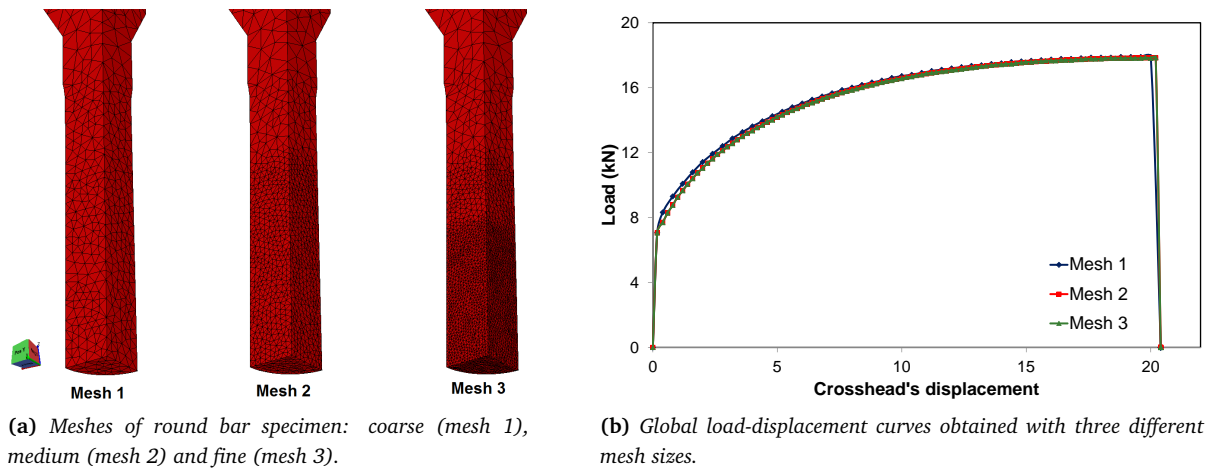 Mesh 1
Mesh 2
Mesh 3
(a) Meshes of round bar specimen: coarse (mesh 1),
medium (mesh 2) and fine (mesh 3).
20
16
12
8
4
0
Load (kN)
Mesh 1
Mesh 2
Mesh 3
0 5 10 15 20
Crosshead's displacement
(b) Global load-displacement curves obtained with three different
mesh sizes.